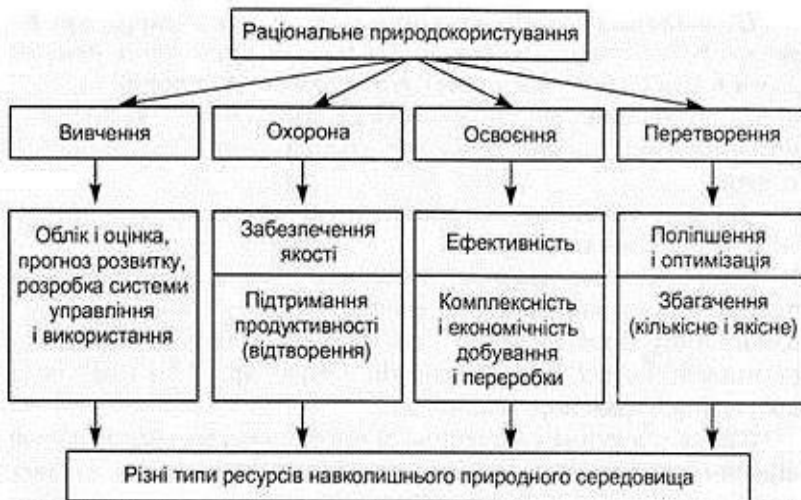 Раціональне природокористування
Вивчення
Охорона
Освоєння
Перетворення
Облік і оцінка,
прогноз розвитку,
розробка системи
управління
і використання
Забезпечення
якості
Підтримання
продуктивності
(відтворення)
Ефективність
Комплексність
і економічність
добування
і переробки
Поліпшення
і оптимізація
Збагачення
(кількісне і якісне)
Різні типи ресурсів навколишнього природного середовища